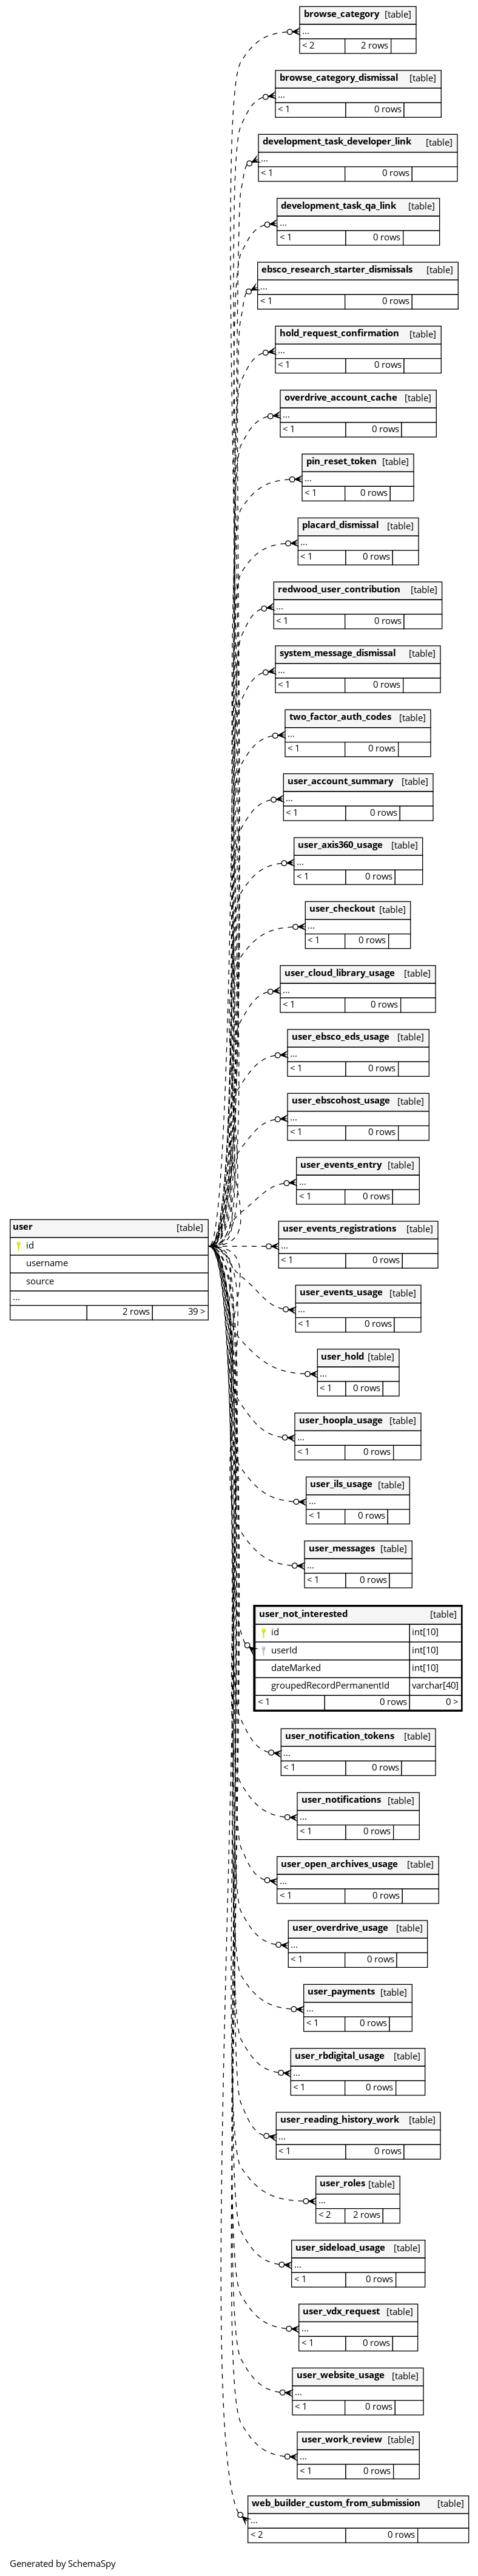 browse_category [table]
...
< 2 2 rows
browse_category_dismissal [table]
...
< 1 0 rows
development_task_developer_link [table]
...
< 1 0 rows
development_task_qa_link [table]
...
< 1 0 rows
ebsco_research_starter_dismissals [table]
...
< 1 0 rows
hold_request_confirmation [table]
...
< 1 0 rows
overdrive_account_cache [table]
...
< 1 0 rows
pin_reset_token [table]
...
< 1 0 rows
placard_dismissal [table]
...
< 1 0 rows
redwood_user_contribution [table]
...
< 1 0 rows
system_message_dismissal [table]
...
< 1 0 rows
two_factor_auth_codes [table]
...
< 1 0 rows
user_account_summary [table]
...
< 1 0 rows
user_axis360_usage [table]
...
< 1 0 rows
user_checkout [table]
...
< 1 0 rows
user_cloud_library_usage [table]
...
< 1 0 rows
user_ebsco_eds_usage [table]
...
< 1 0 rows
user_ebscohost_usage [table]
...
< 1 0 rows
user_events_entry [table]
...
< 1 0 rows
user [table]
id
username
source
...
2 rows 39 >
user_events_registrations [table]
...
< 1 0 rows
user_events_usage [table]
...
< 1 0 rows
user_hold [table]
...
< 1 0 rows
user_hoopla_usage [table]
...
< 1 0 rows
user_ils_usage [table]
...
< 1 0 rows
user_messages [table]
...
< 1 0 rows
user_not_interested [table]
id int[10]
userId int[10]
dateMarked int[10]
groupedRecordPermanentId varchar[40]
< 1 0 rows 0 >
user_notification_tokens [table]
...
< 1 0 rows
user_notifications [table]
...
< 1 0 rows
user_open_archives_usage [table]
...
< 1 0 rows
user_overdrive_usage [table]
...
< 1 0 rows
user_payments [table]
...
< 1 0 rows
user_rbdigital_usage [table]
...
< 1 0 rows
user_reading_history_work [table]
...
< 1 0 rows
user_roles [table]
...
< 2 2 rows
user_sideload_usage [table]
...
< 1 0 rows
user_vdx_request [table]
...
< 1 0 rows
user_website_usage [table]
...
< 1 0 rows
user_work_review [table]
...
< 1 0 rows
web_builder_custom_from_submission [table]
...
< 2 0 rows
Generated by SchemaSpy